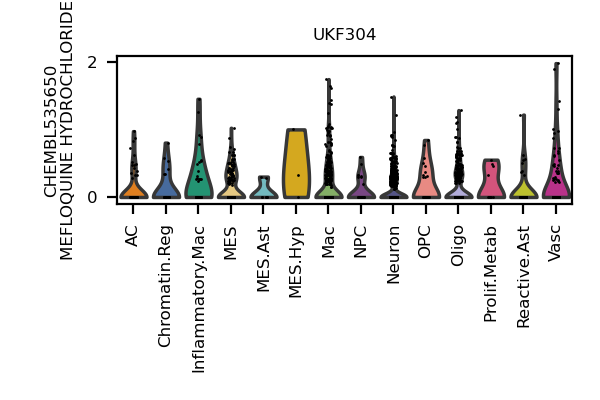 UKF304
CHEMBL535650
MEFLOQUINE HYDROCHLORIDE
2
0
AC
Chromatin.Reg
Inflammatory.Mac
MES
MES.Ast
MES.Hyp
Mac
NPC
Neuron
OPC
Oligo
Prolif.Metab
Reactive.Ast
Vasc